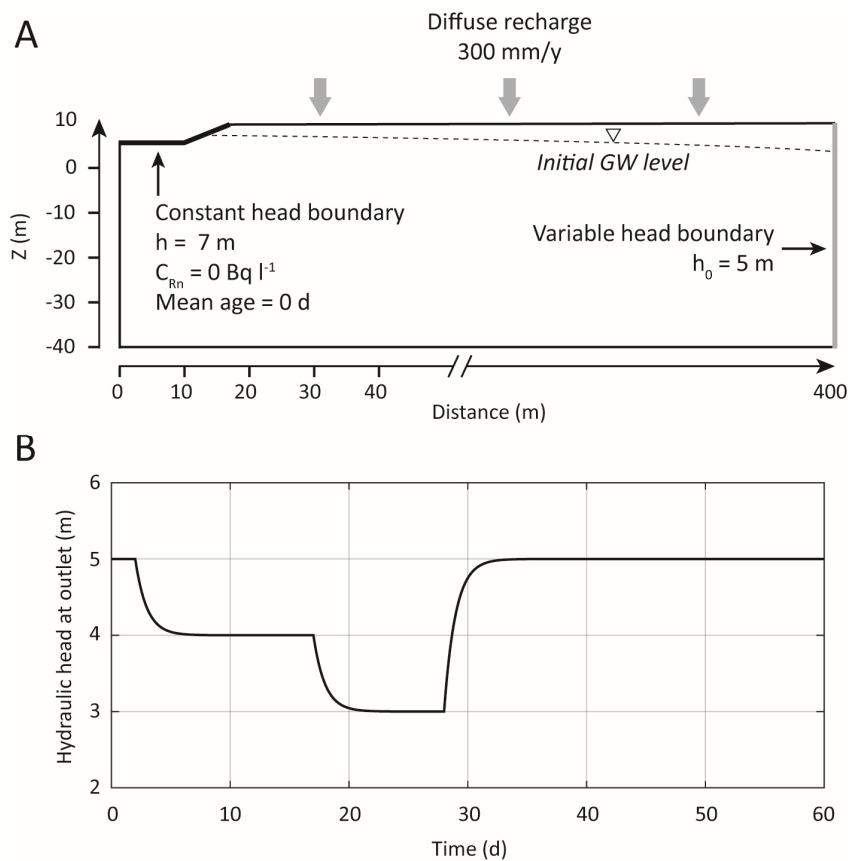 A
Diffuse recharge
300 mm/y
10
0
-10
-20
-30
-40
Z (m)
Initial GW level
Constant head boundary
h = 7 m
C_Rn = 0 Bq l⁻¹
Mean age = 0 d
Variable head boundary
h₀ = 5 m
0 10 20 30 40 400
Distance (m)
B
6
5
4
3
2
Hydraulic head at outlet (m)
0 10 20 30 40 50 60
Time (d)